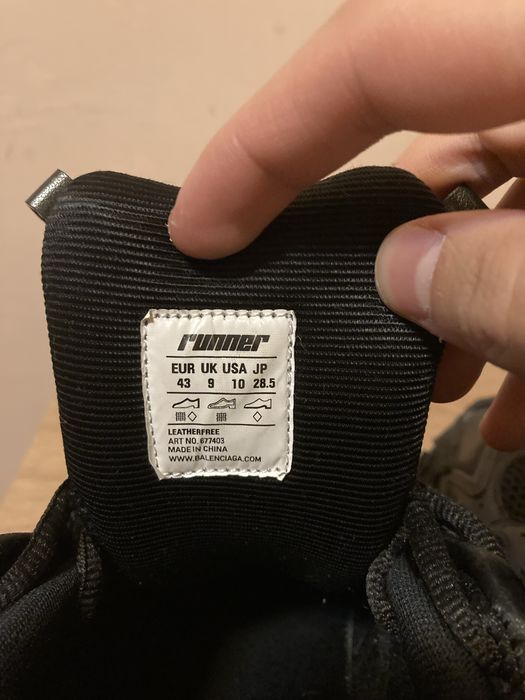 runner
EUR UK USA JP
43 9 10 28.5
LEATHERFREE
ART NO. 677403
MADE IN CHINA
WWW.BALENCIAGA.COM